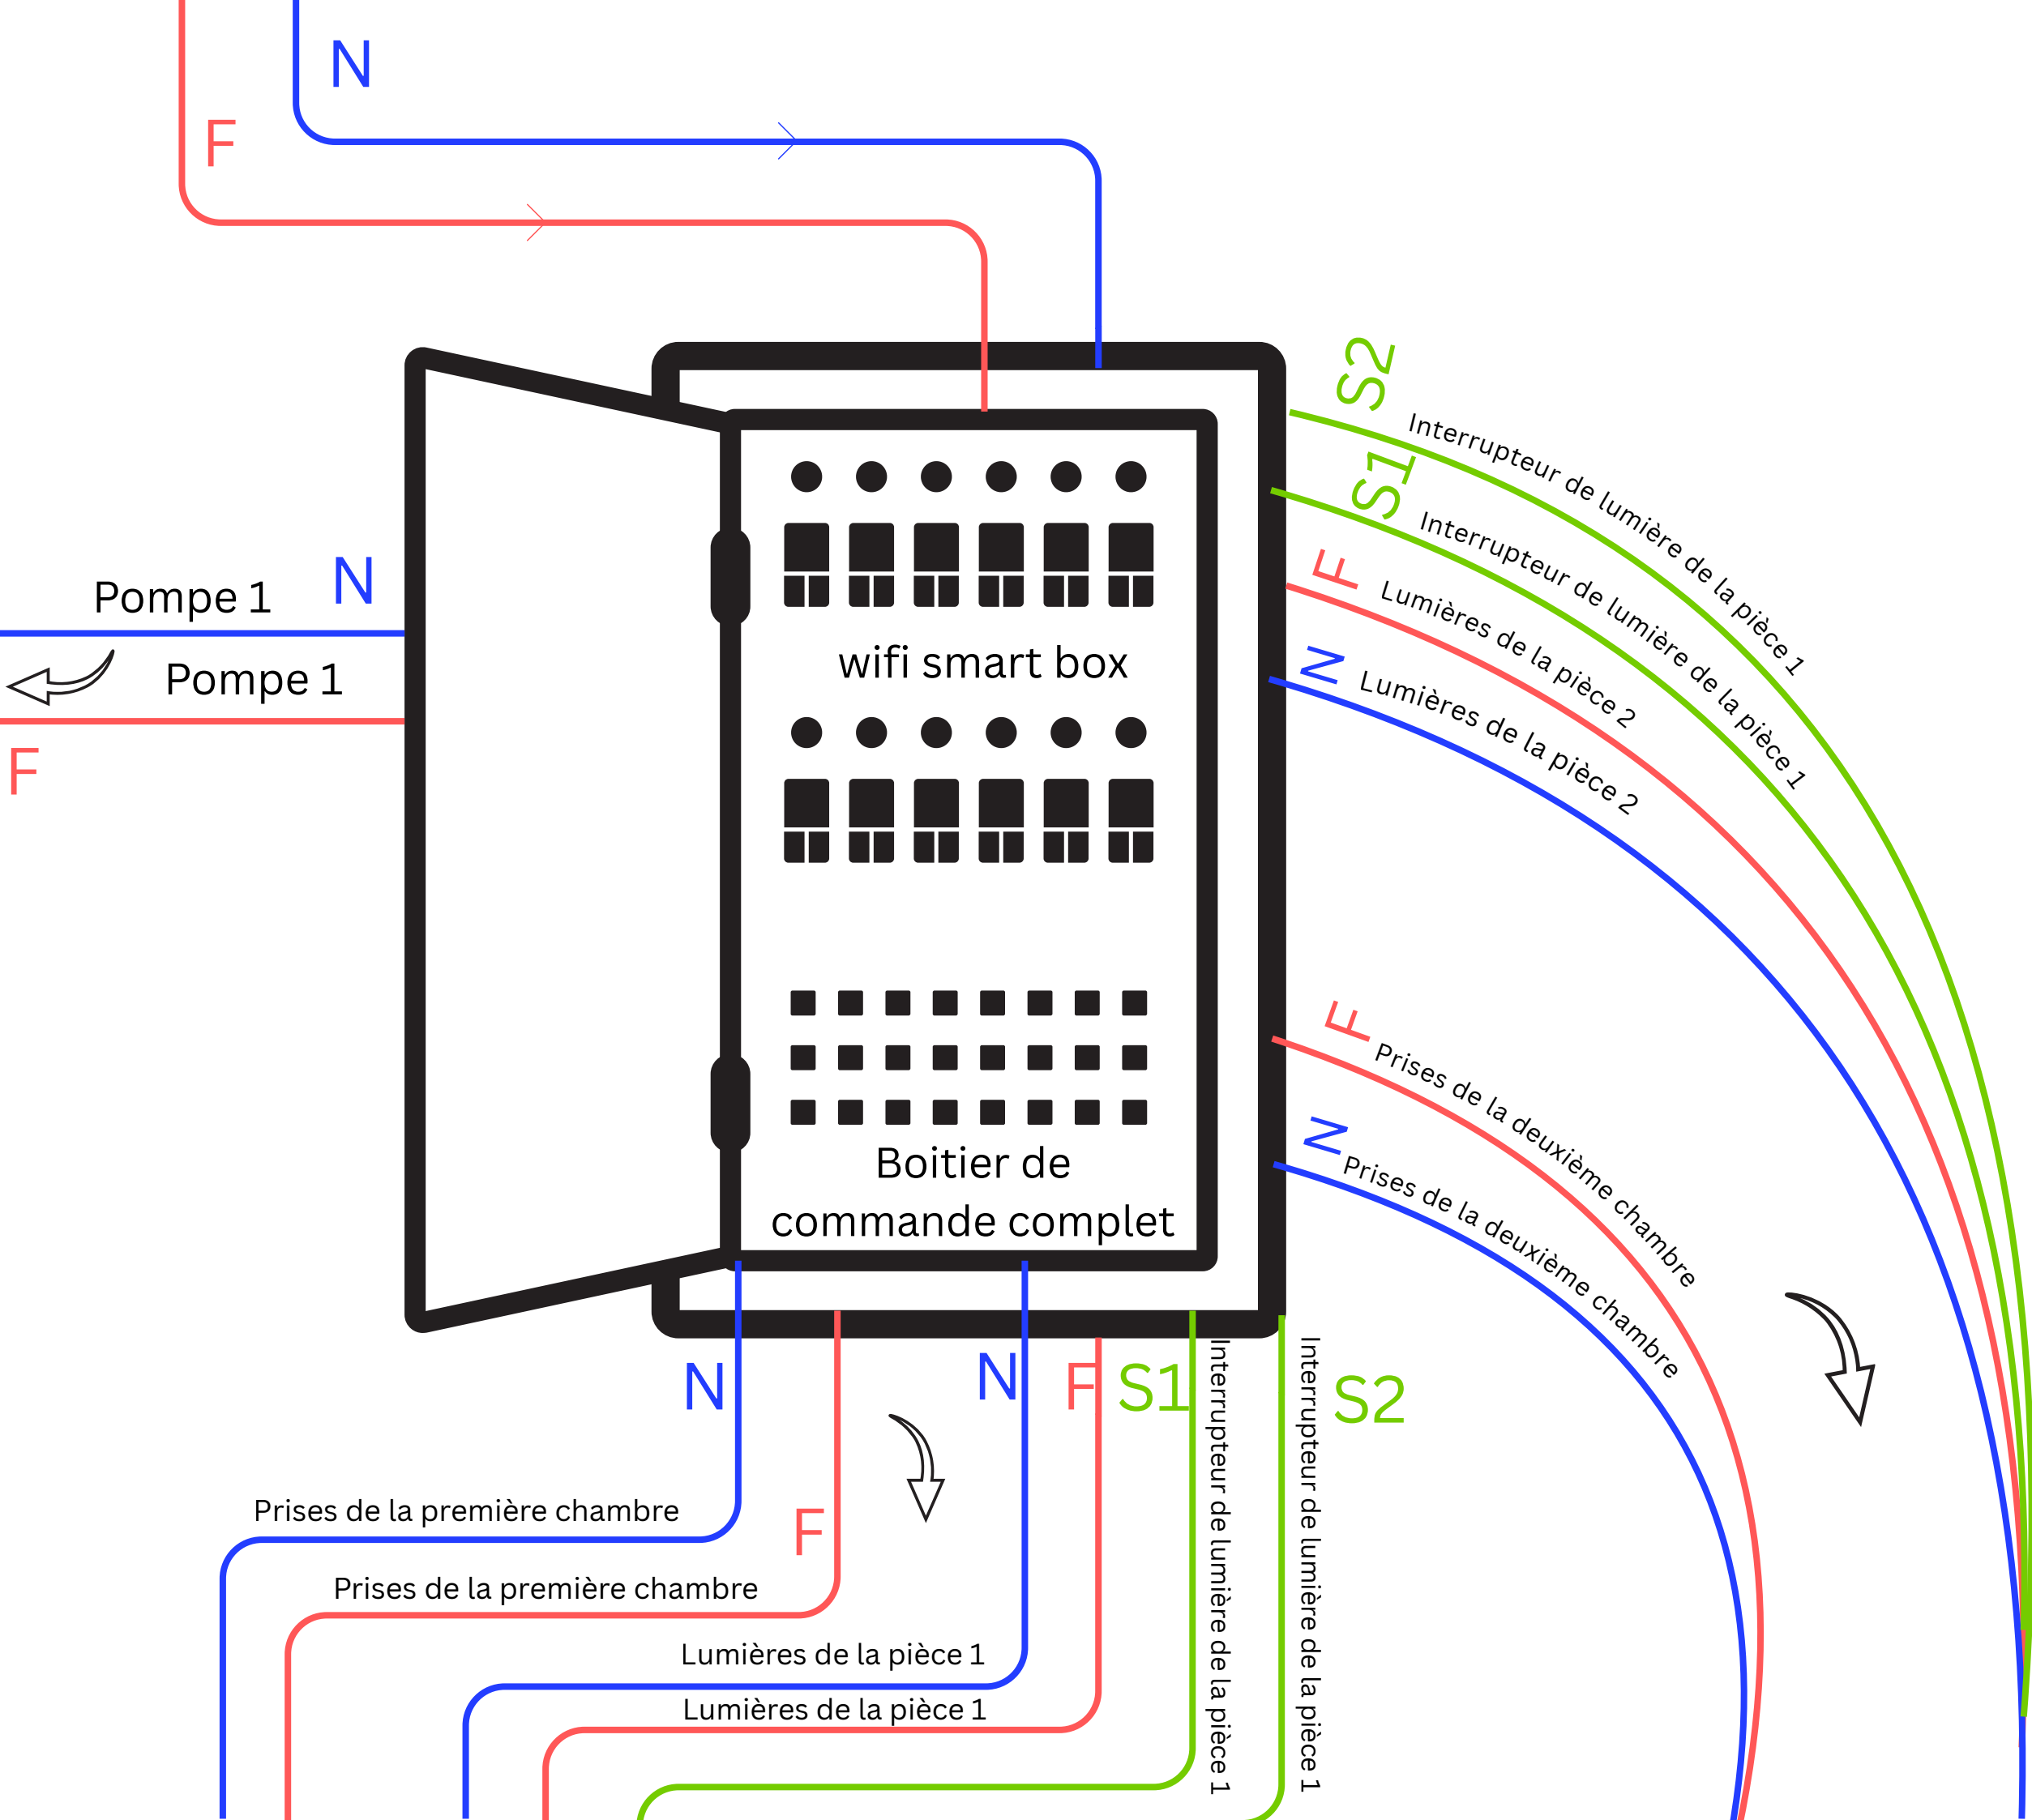 N
F
S2
Interrupteur de lumière de la pièce 1
S1
Interrupteur de lumière de la pièce 1
F
Lumières de la pièce 2
N
Lumières de la pièce 2
Pompe 1
N
Pompe 1
F
wifi smart box
F
Prises de la deuxième chambre
N
Prises de la deuxième chambre
Boitier de
commande complet
N
N
F
S1
Interrupteur de lumière de la pièce 1
Interrupteur de lumière de la pièce 1
S2
Prises de la première chambre
F
Prises de la première chambre
Lumières de la pièce 1
Lumières de la pièce 1